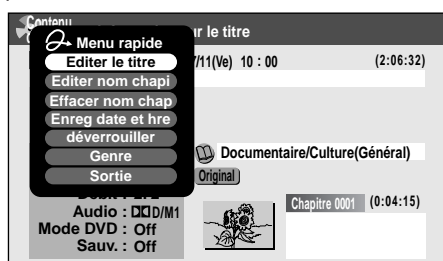 Contenu
ur le titre
Menu rapide
Editer le titre
/11(Ve) 10 : 00 (2:06:32)
Editer nom chapi
Effacer nom chap
Enreg date et hre
déverrouiller
Genre
Documentaire/Culture(Général)
Sortie
Original
Audio : DD D/M1
Chapitre 0001 (0:04:15)
Mode DVD : Off
Sauv. : Off